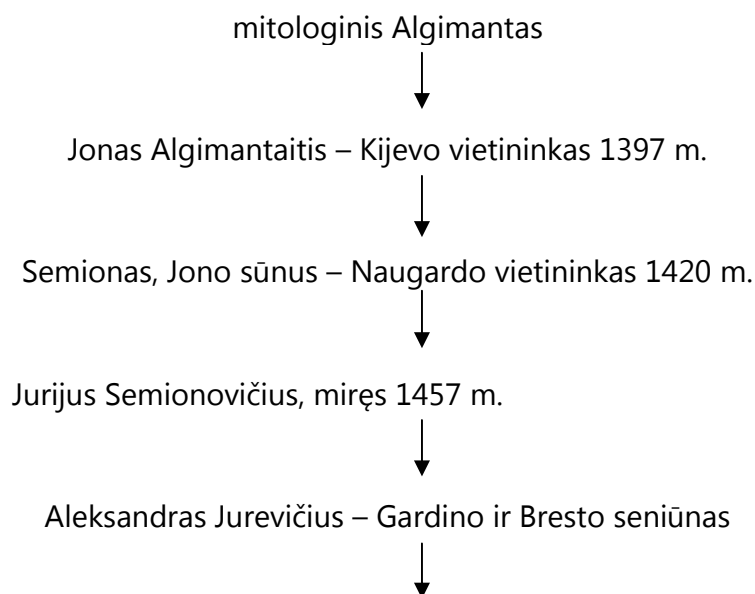 mitologinis Algimantas
Jonas Algimantaitis – Kijevo vietininkas 1397 m.
Semionas, Jono sūnus – Naugardo vietininkas 1420 m.
Jurijus Semionovičius, miręs 1457 m.
Aleksandras Jurevičius – Gardino ir Bresto seniūnas